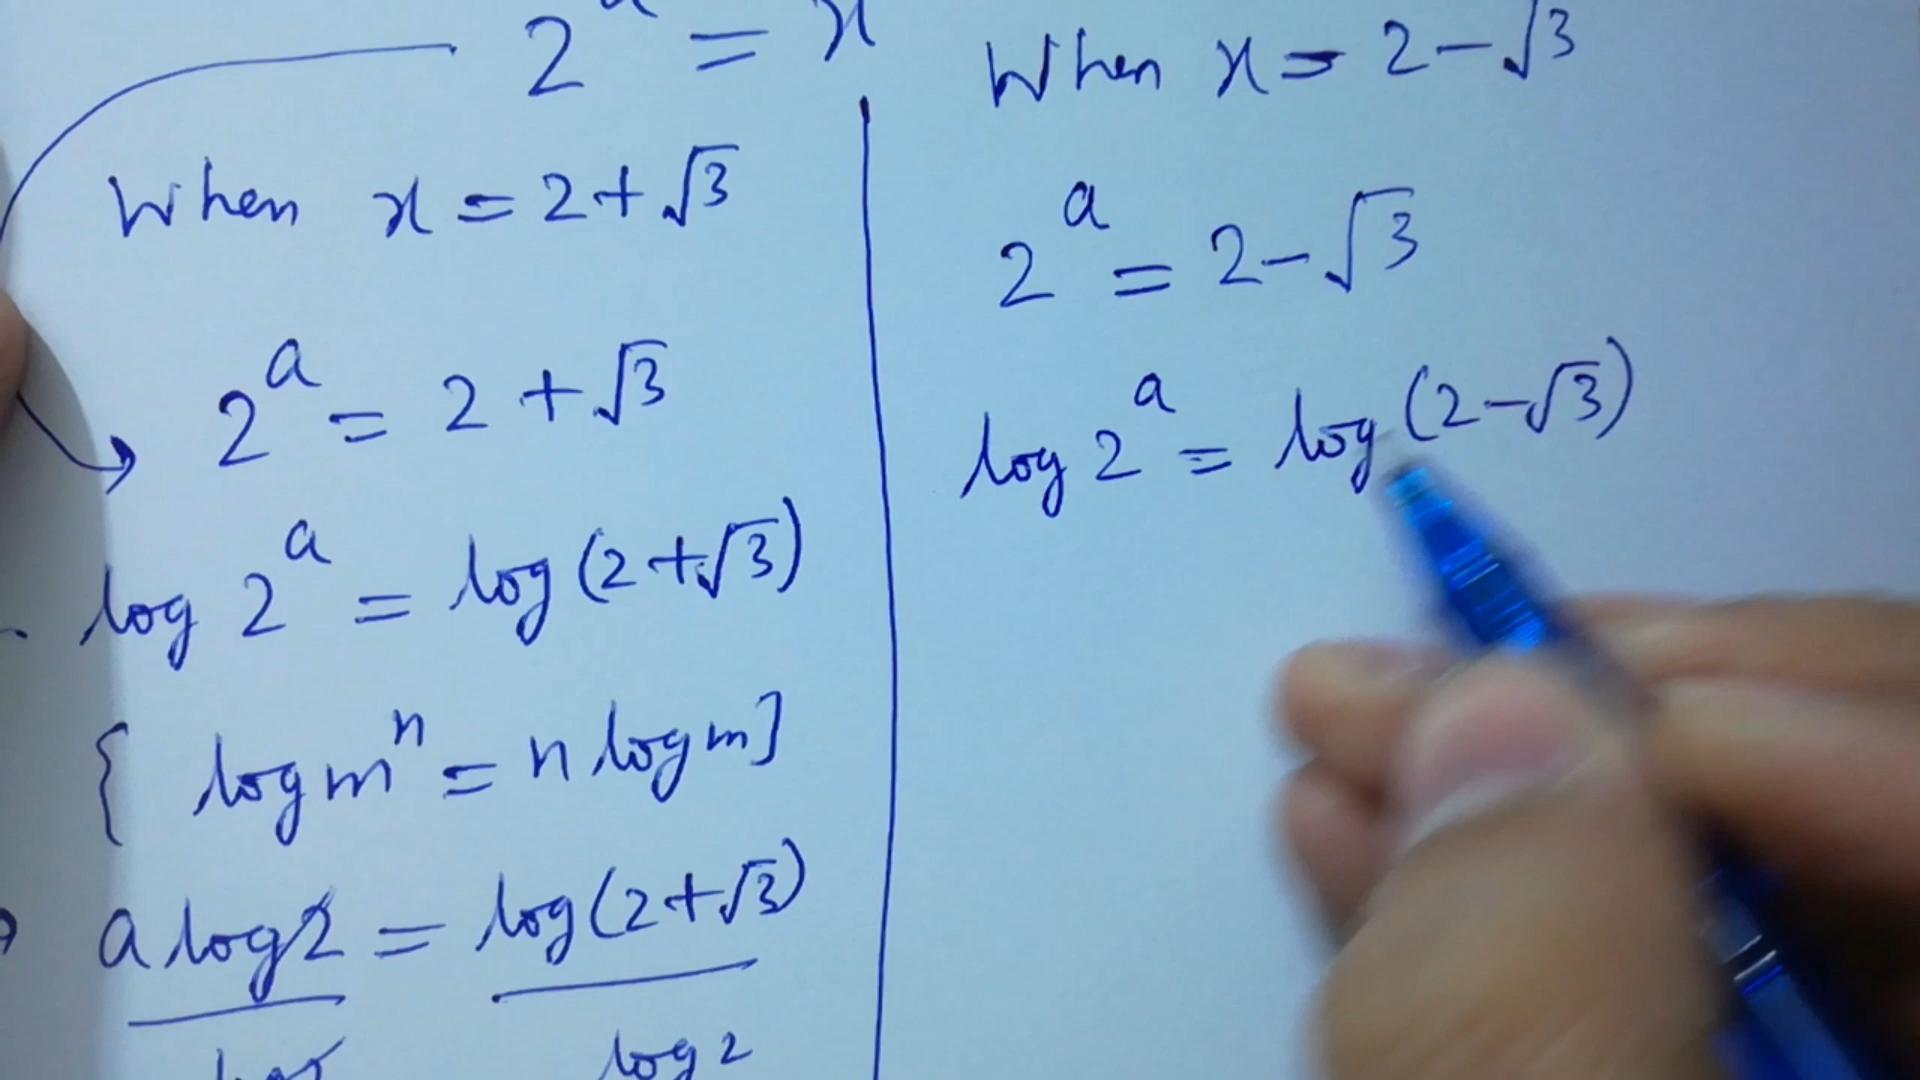 2^a = x
When x = 2 + √3
2^a = 2 + √3
log 2^a = log (2 + √3)
{ log m^n = n log m ]
a log 2 = log (2 + √3)
log 2
When x = 2 - √3
2^a = 2 - √3
log 2^a = log (2 - √3)